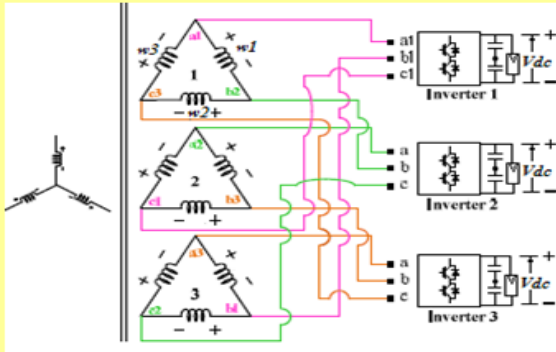 a1 w3 w1 1 c3 b2 w2
a2 2 c1 b3
a3 3 c2 b1
a1
b1
c1
Vdc
Inverter 1
a
b
c
Vdc
Inverter 2
a
b
c
Vdc
Inverter 3